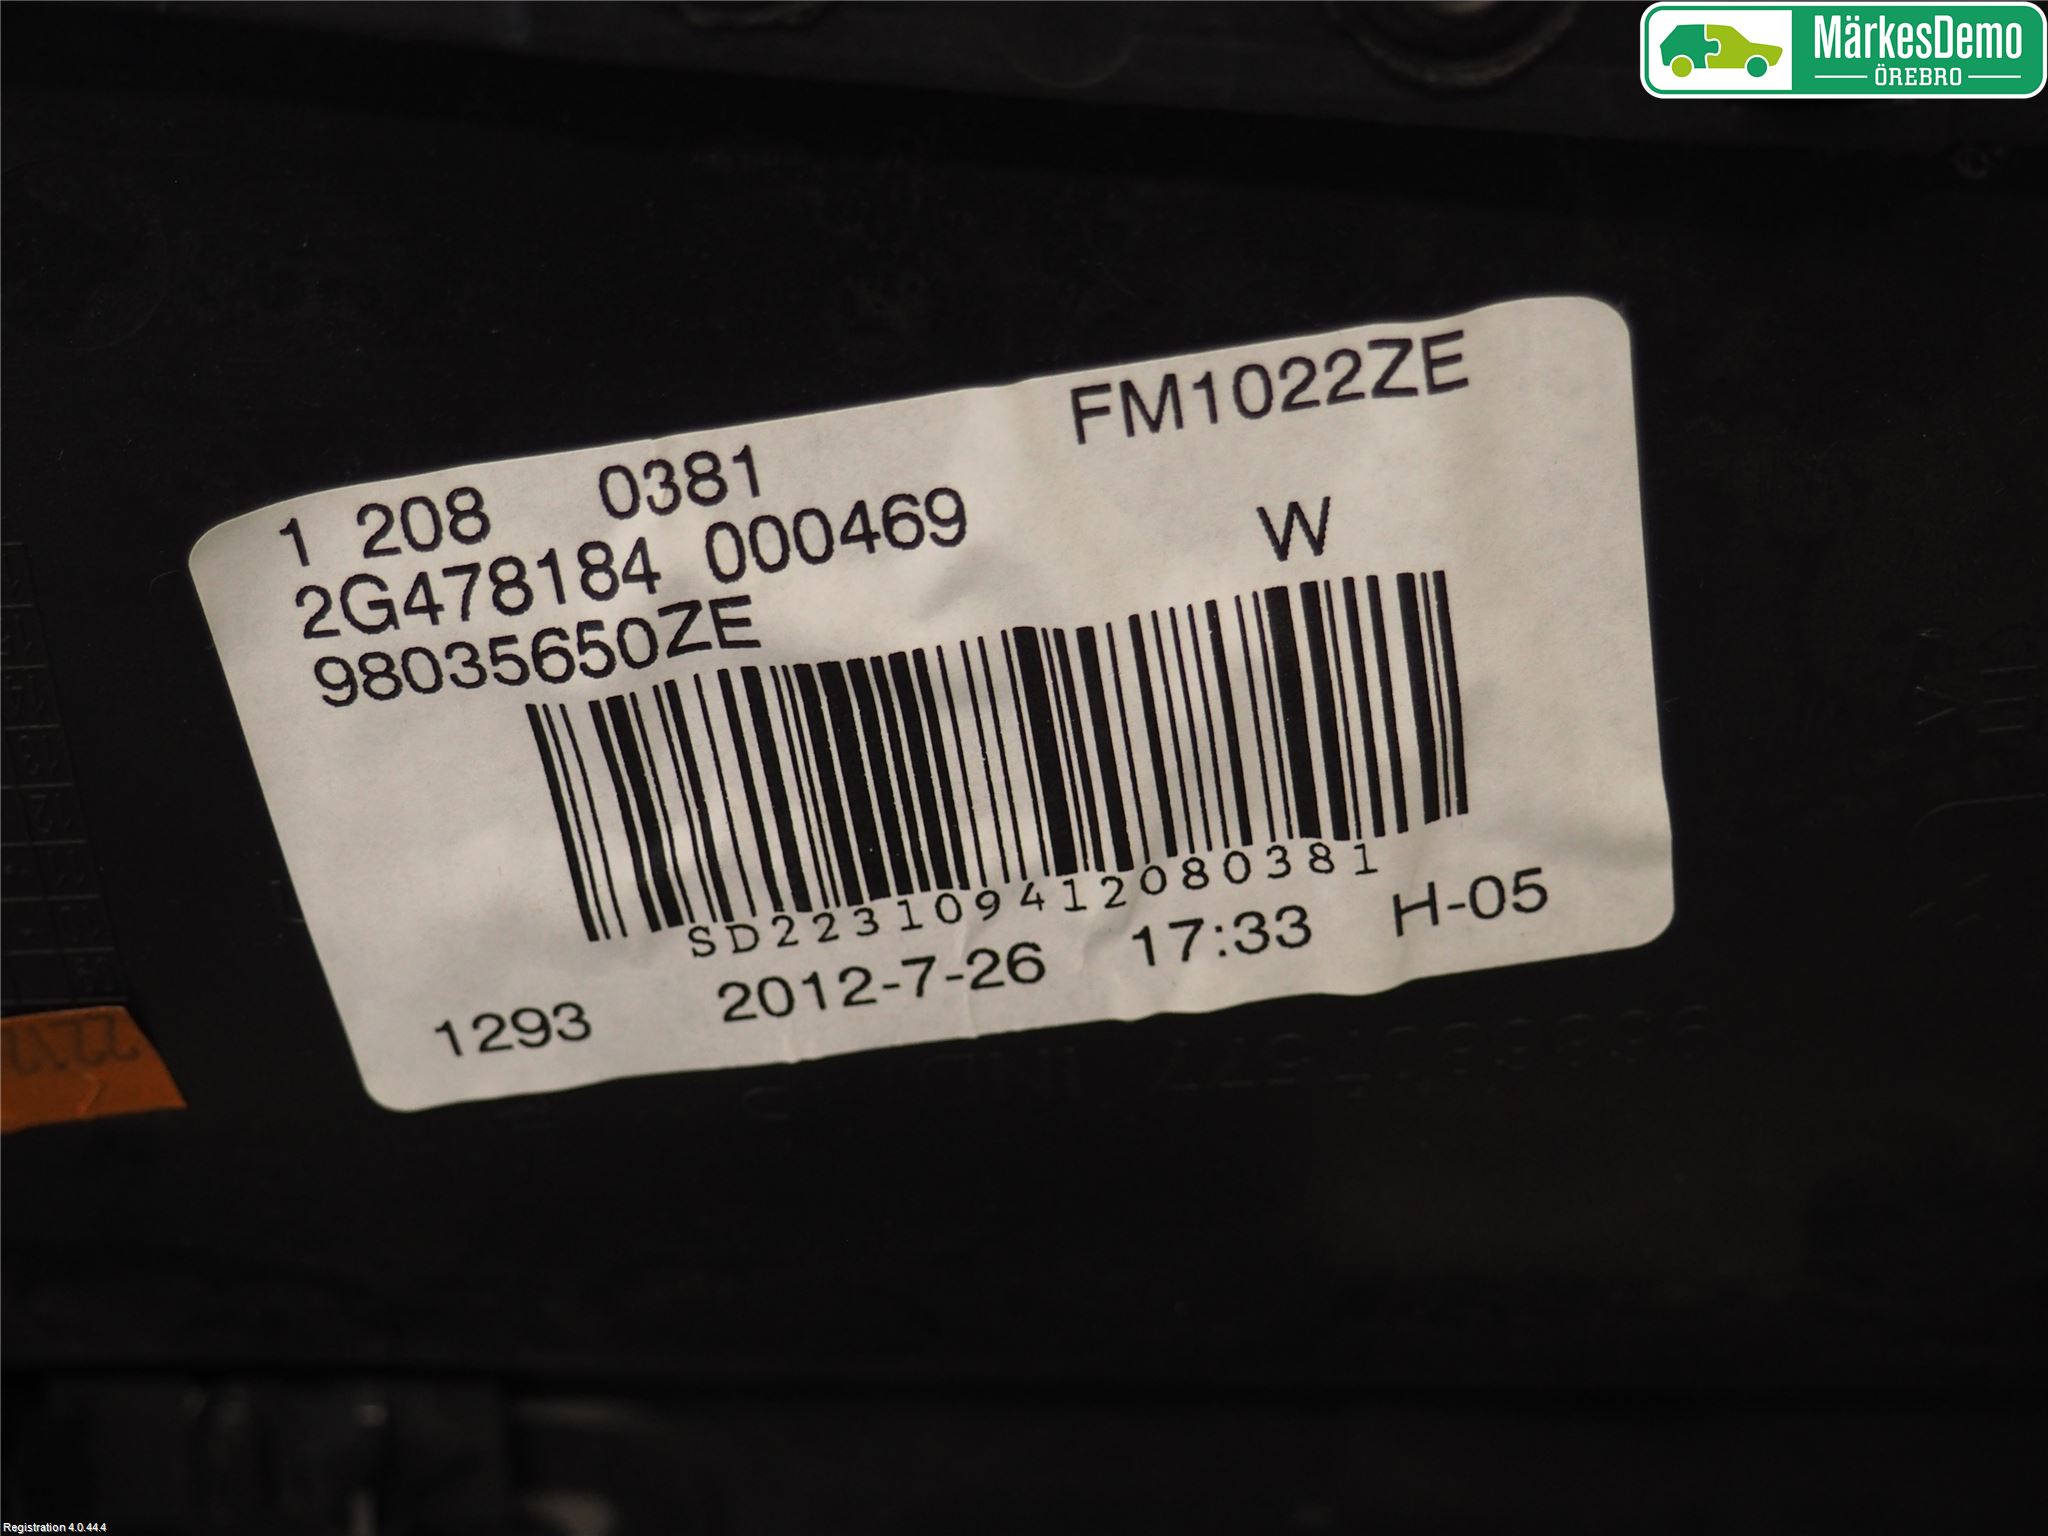 MärkesDemo
ÖREBRO
FM1022ZE
1 208 0381
2G478184 000469 W
98035650ZE
SD223109412080381
1293 2012-7-26 17:33 H-05
Registration 4.0.44.4